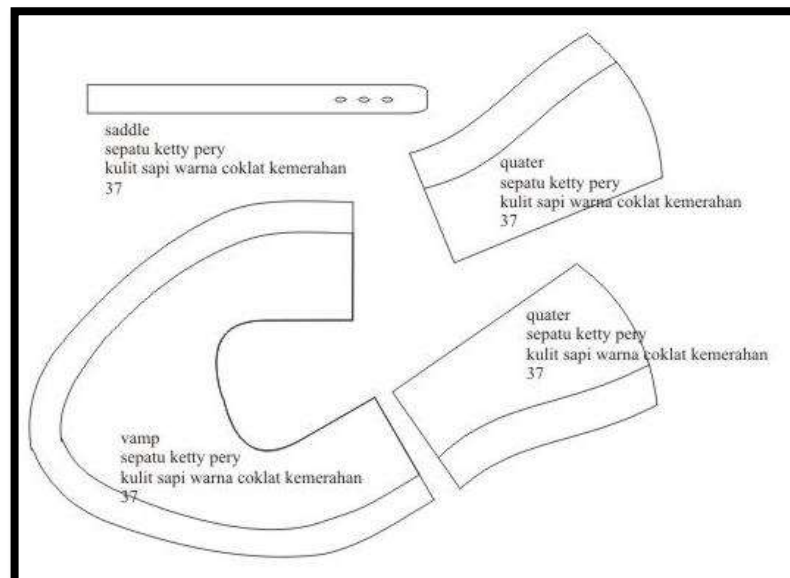 saddle
sepatu ketty pery
kulit sapi warna coklat kemerahan
37
quater
sepatu ketty pery
kulit sapi warna coklat kemerahan
37
quater
sepatu ketty pery
kulit sapi warna coklat kemerahan
37
vamp
sepatu ketty pery
kulit sapi warna coklat kemerahan
37